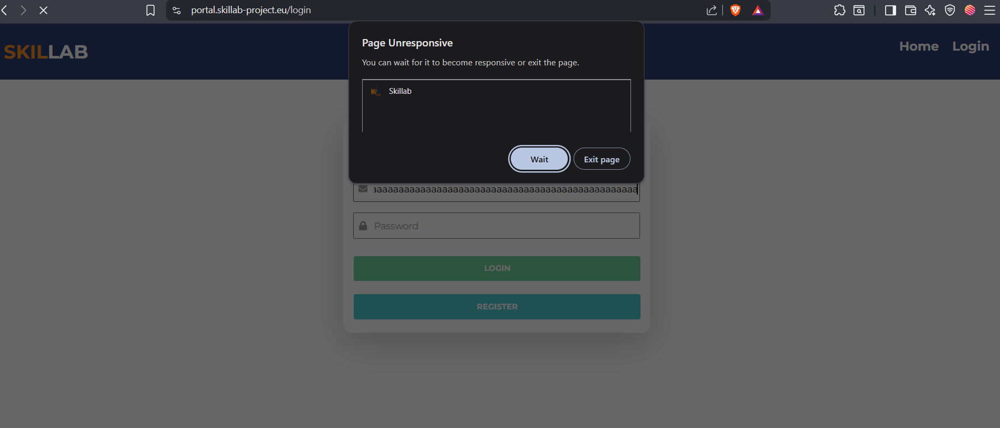 portal.skillab-project.eu/login
SKILLAB
Home
Login
Page Unresponsive
You can wait for it to become responsive or exit the page.
Skillab
Wait
Exit page
Password
LOGIN
REGISTER